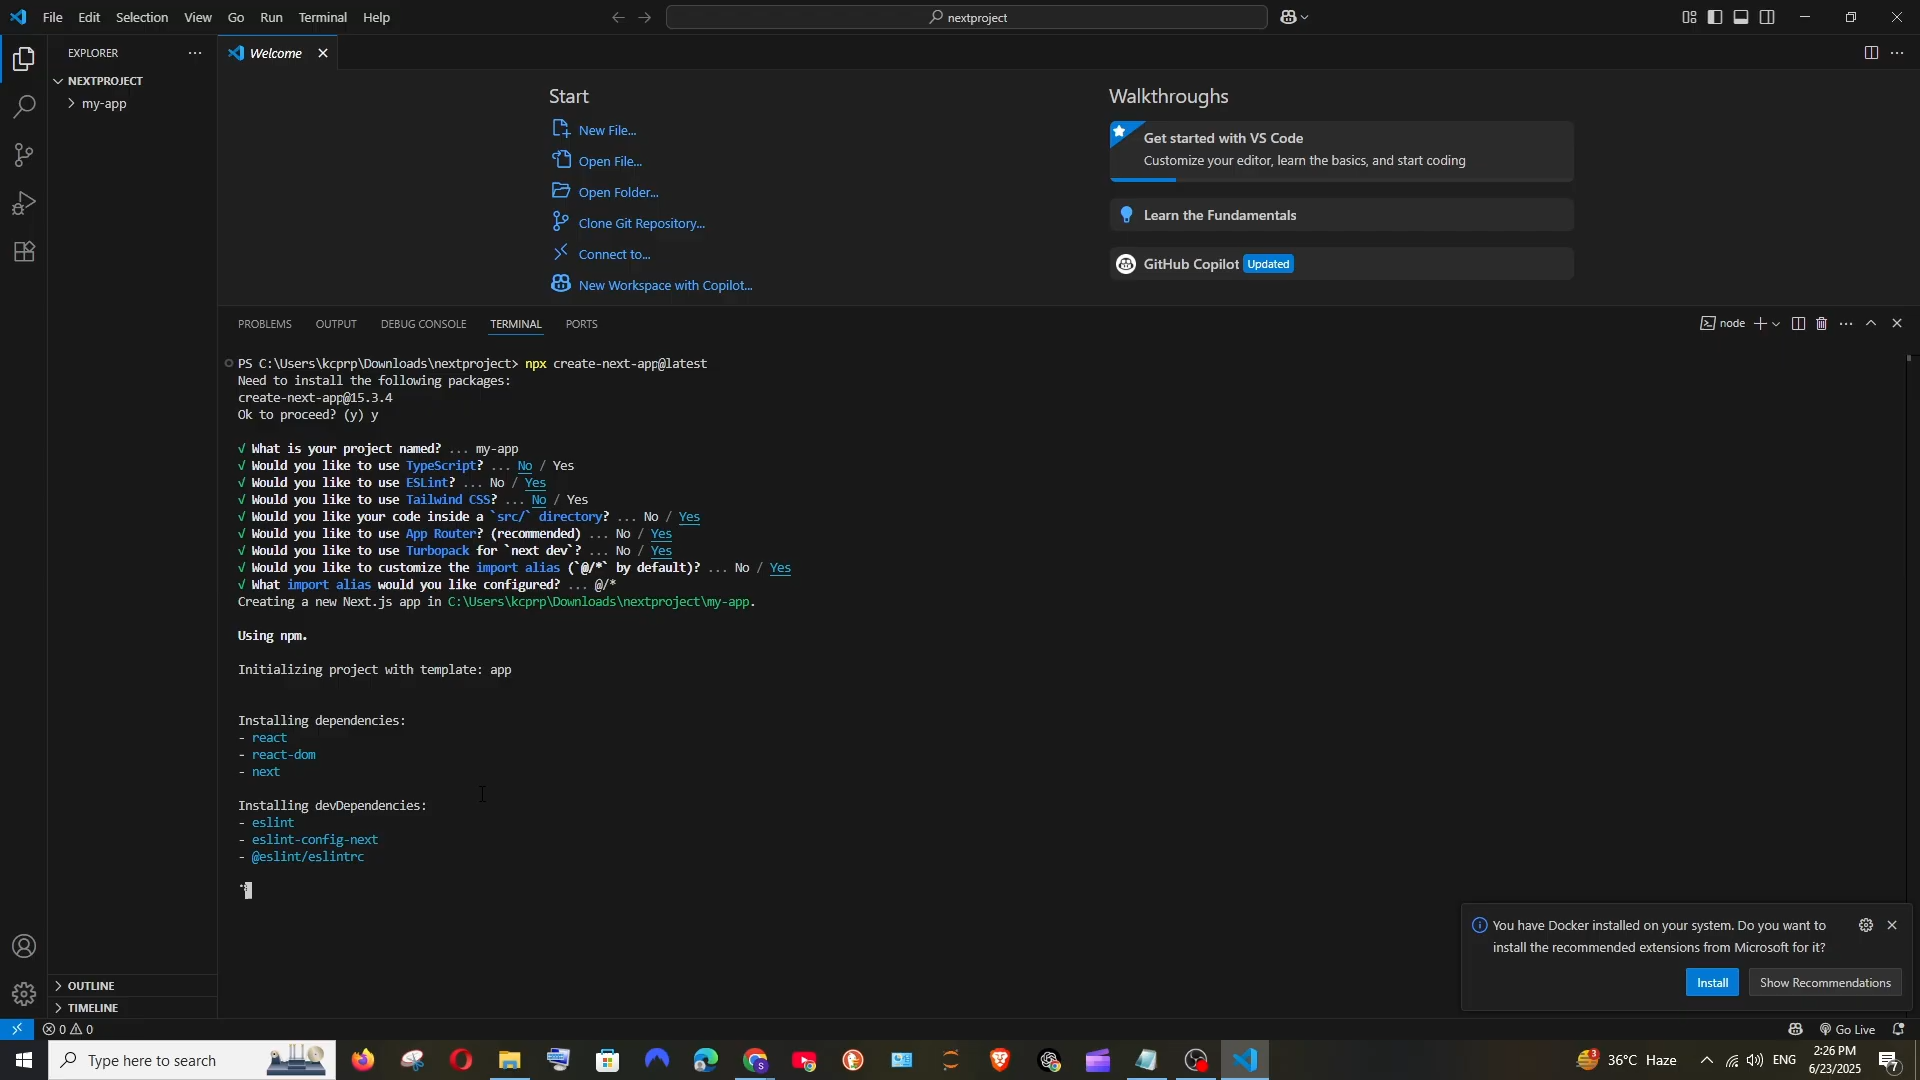 File Edit Selection View Go Run Terminal Help
nextproject
EXPLORER
NEXTPROJECT
my-app
OUTLINE
TIMELINE
Welcome
Start
New File...
Open File...
Open Folder...
Clone Git Repository...
Connect to...
New Workspace with Copilot...
Walkthroughs
Get started with VS Code
Customize your editor, learn the basics, and start coding
Learn the Fundamentals
GitHub Copilot Updated
PROBLEMS OUTPUT DEBUG CONSOLE TERMINAL PORTS
node
PS C:\Users\kcprp\Downloads\nextproject> npx create-next-app@latest
Need to install the following packages:
create-next-app@15.3.4
Ok to proceed? (y) y
√ What is your project named? ... my-app
√ Would you like to use TypeScript? ... No / Yes
√ Would you like to use ESLint? ... No / Yes
√ Would you like to use Tailwind CSS? ... No / Yes
√ Would you like your code inside a `src/` directory? ... No / Yes
√ Would you like to use App Router? (recommended) ... No / Yes
√ Would you like to use Turbopack for `next dev`? ... No / Yes
√ Would you like to customize the import alias (`@/*` by default)? ... No / Yes
√ What import alias would you like configured? ... @/*
Creating a new Next.js app in C:\Users\kcprp\Downloads\nextproject\my-app.
Using npm.
Initializing project with template: app
Installing dependencies:
- react
- react-dom
- next
Installing devDependencies:
- eslint
- eslint-config-next
- @eslint/eslintrc
You have Docker installed on your system. Do you want to
install the recommended extensions from Microsoft for it?
Install Show Recommendations
0 0
Go Live
Type here to search
3 36°C Haze ENG 2:26 PM
6/23/2025 7